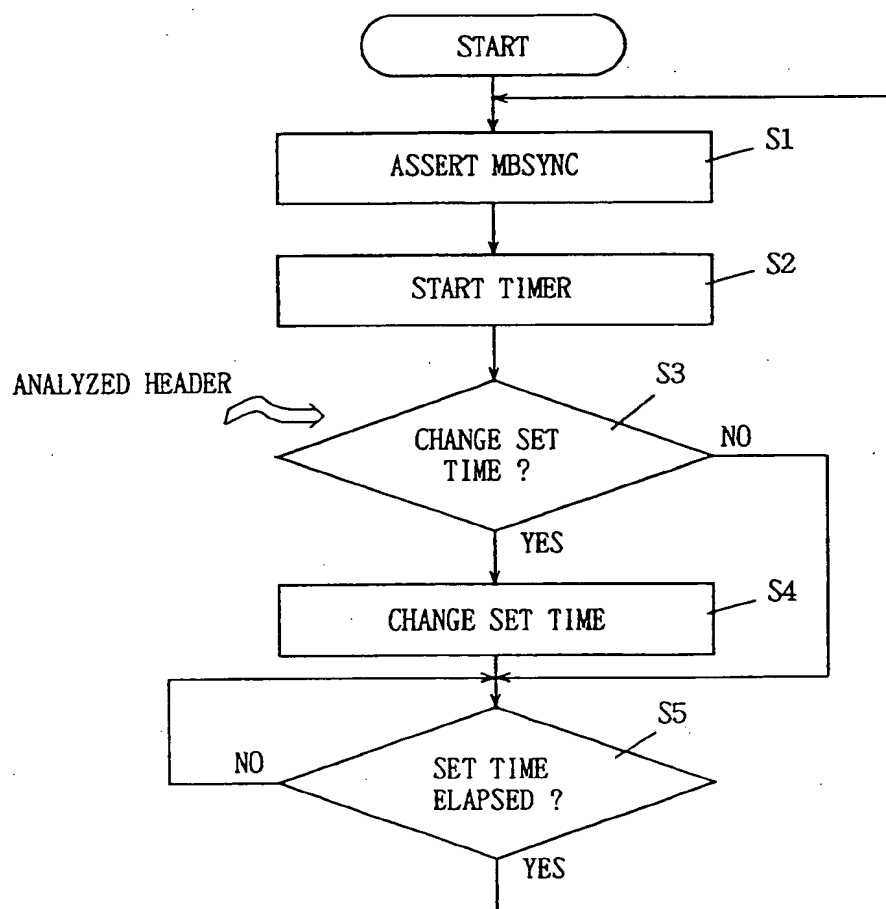 START
ASSERT MBSYNC
S1
START TIMER
S2
ANALYZED HEADER
S3
CHANGE SET
TIME ?
NO
YES
CHANGE SET TIME
S4
S5
NO
SET TIME
ELAPSED ?
YES